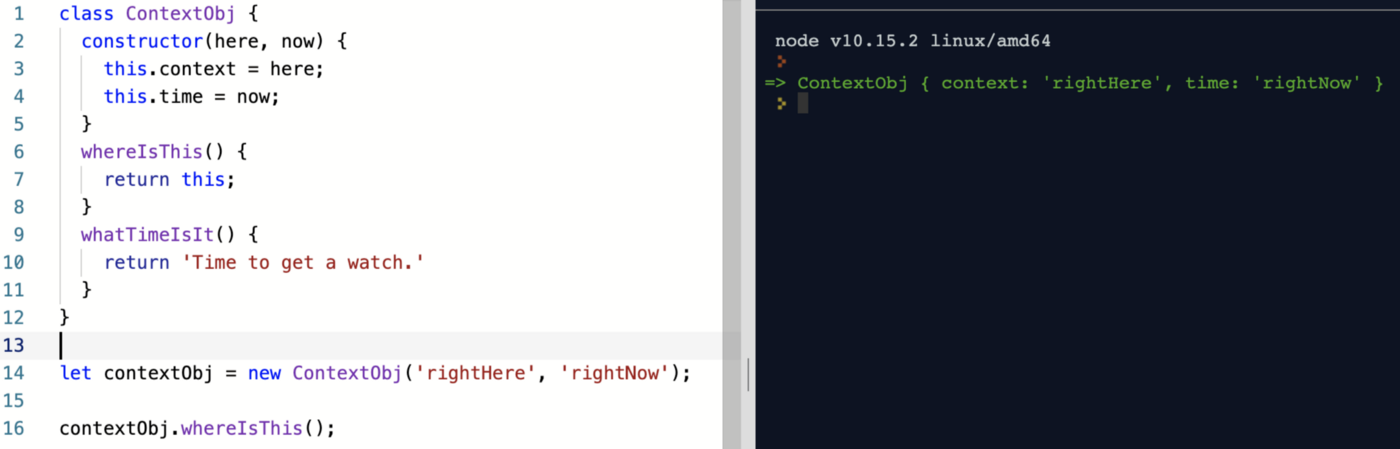 1 class ContextObj {
2 constructor(here, now) {
3 this.context = here;
4 this.time = now;
5 }
6 whereIsThis() {
7 return this;
8 }
9 whatTimeIsIt() {
10 return 'Time to get a watch.'
11 }
12 }
13
14 let contextObj = new ContextObj('rightHere', 'rightNow');
15
16 contextObj.whereIsThis();
node v10.15.2 linux/amd64
=> ContextObj { context: 'rightHere', time: 'rightNow' }